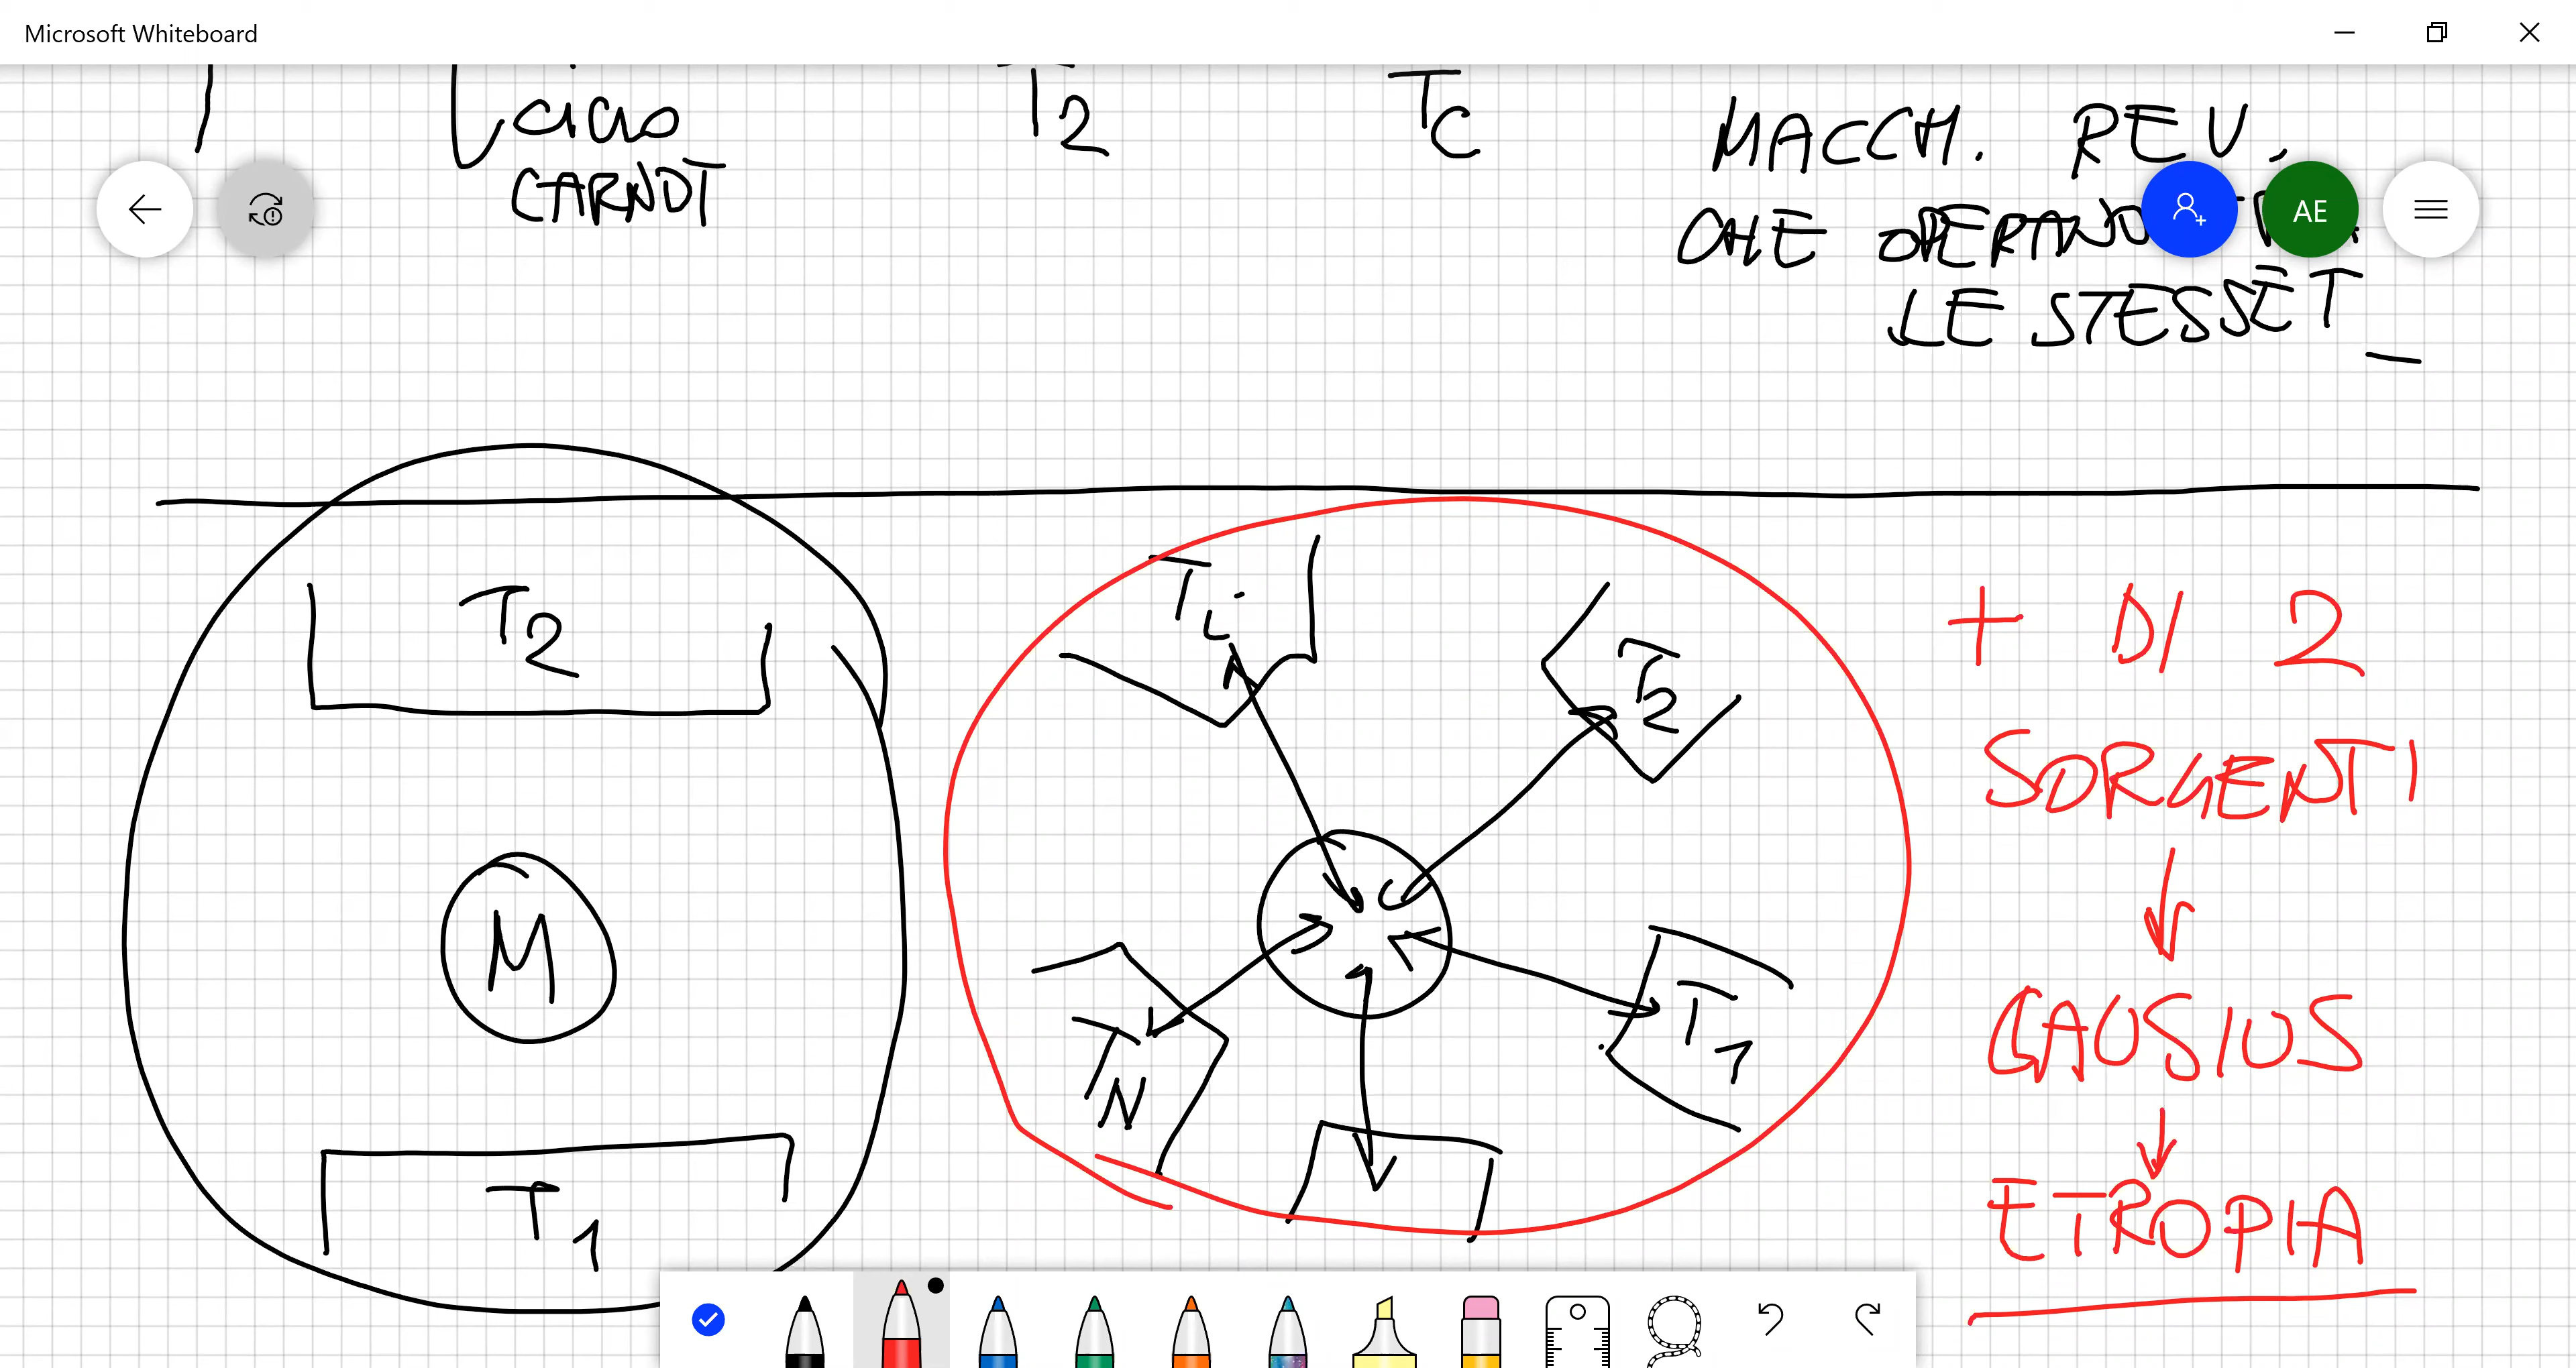 Microsoft Whiteboard
ciclo
CARNOT
T2
TC
MACCH. REV.
AE
CHE OPERANO
LE STESSE T
T2
M
T1
Ti
T2
T1
TN
+ DI 2
SORGENTI
CLAUSIUS
ETROPIA